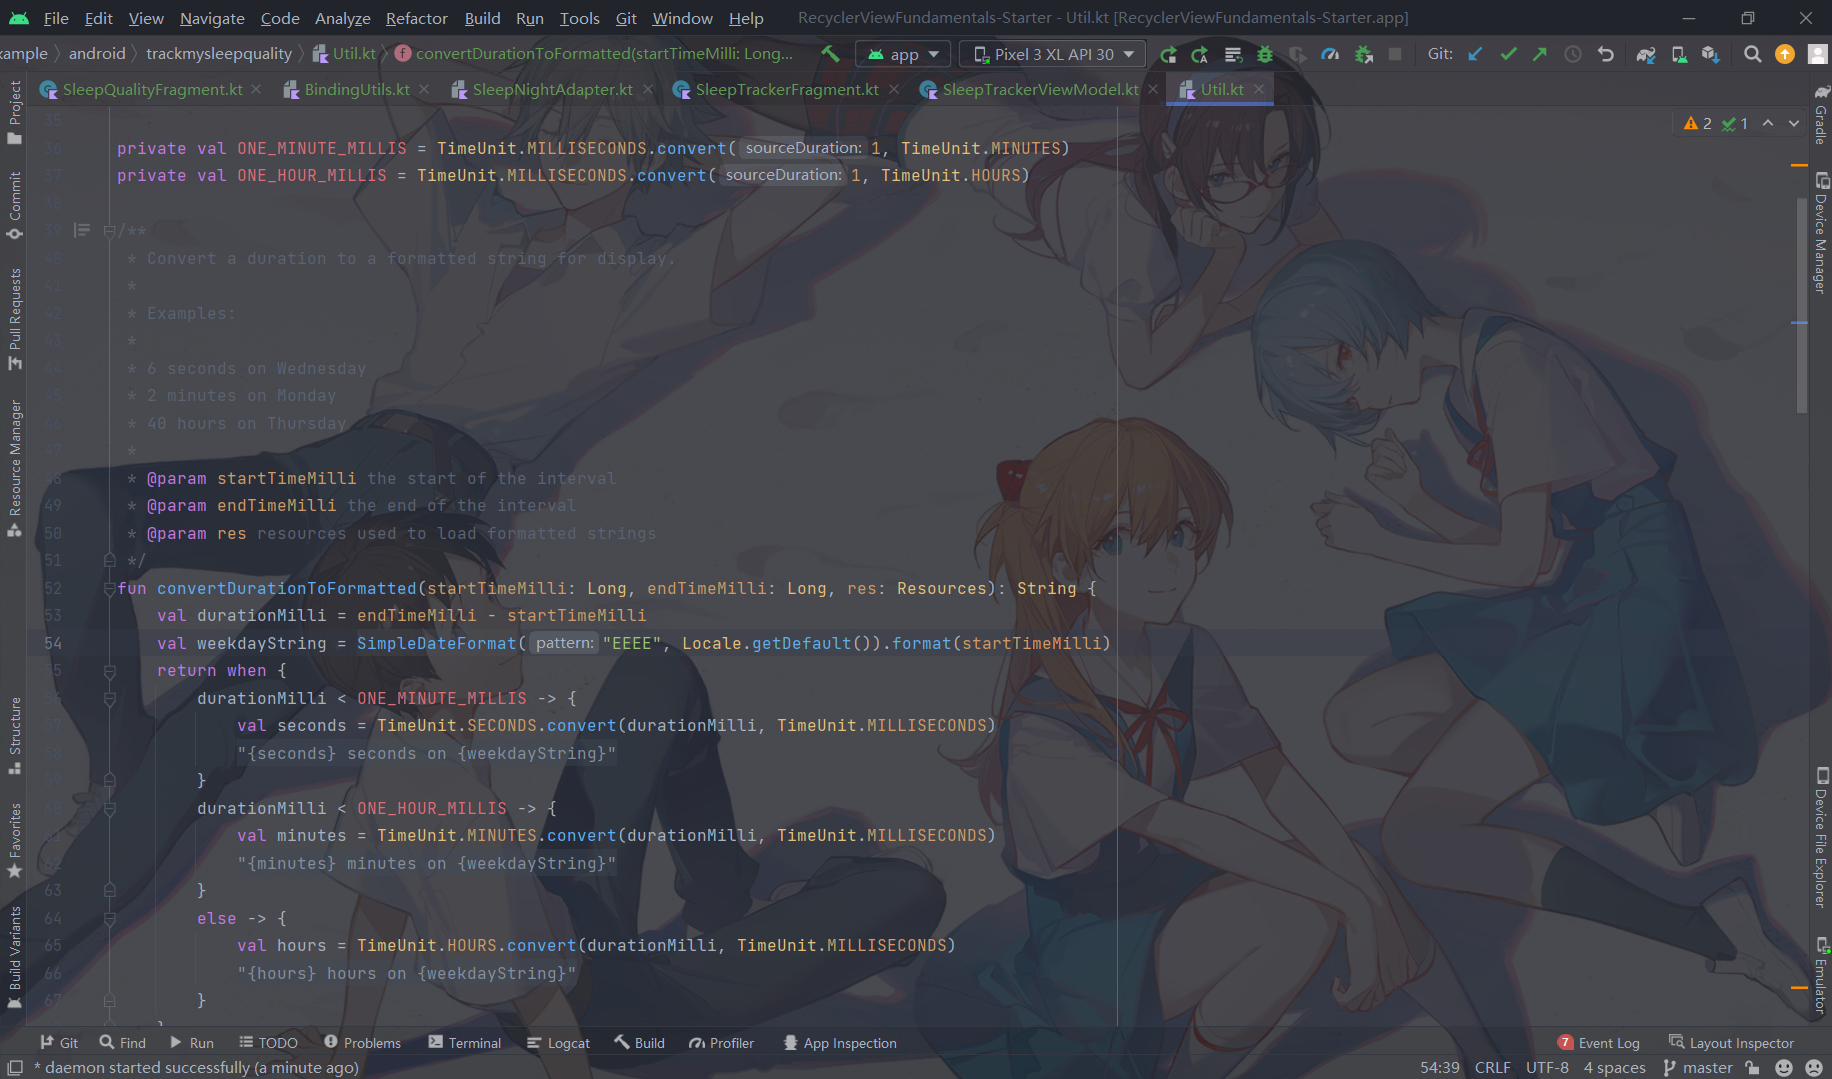 File Edit View Navigate Code Analyze Refactor Build Run Tools Git Window Help RecyclerViewFundamentals-Starter - Util.kt [RecyclerViewFundamentals-Starter.app]
xample android trackmysleepquality Util.kt f convertDurationToFormatted(startTimeMilli: Long... app Pixel 3 XL API 30 Git:
SleepQualityFragment.kt BindingUtils.kt SleepNightAdapter.kt SleepTrackerFragment.kt SleepTrackerViewModel.kt Util.kt
35 2 1
36 private val ONE_MINUTE_MILLIS = TimeUnit.MILLISECONDS.convert( sourceDuration: 1, TimeUnit.MINUTES)
37 private val ONE_HOUR_MILLIS = TimeUnit.MILLISECONDS.convert( sourceDuration: 1, TimeUnit.HOURS)
38
39 /**
40 * Convert a duration to a formatted string for display.
41 *
42 * Examples:
43 *
44 * 6 seconds on Wednesday
45 * 2 minutes on Monday
46 * 40 hours on Thursday
47 *
48 * @param startTimeMilli the start of the interval
49 * @param endTimeMilli the end of the interval
50 * @param res resources used to load formatted strings
51 */
52 fun convertDurationToFormatted(startTimeMilli: Long, endTimeMilli: Long, res: Resources): String {
53 val durationMilli = endTimeMilli - startTimeMilli
54 val weekdayString = SimpleDateFormat( pattern: "EEEE", Locale.getDefault()).format(startTimeMilli)
55 return when {
56 durationMilli < ONE_MINUTE_MILLIS -> {
57 val seconds = TimeUnit.SECONDS.convert(durationMilli, TimeUnit.MILLISECONDS)
58 "{seconds} seconds on {weekdayString}"
59 }
60 durationMilli < ONE_HOUR_MILLIS -> {
61 val minutes = TimeUnit.MINUTES.convert(durationMilli, TimeUnit.MILLISECONDS)
62 "{minutes} minutes on {weekdayString}"
63 }
64 else -> {
65 val hours = TimeUnit.HOURS.convert(durationMilli, TimeUnit.MILLISECONDS)
66 "{hours} hours on {weekdayString}"
67 }
Project
Commit
Pull Requests
Resource Manager
Structure
Favorites
Build Variants
Gradle
Device Manager
Device File Explorer
Emulator
Git Find Run TODO Problems Terminal Logcat Build Profiler App Inspection 7 Event Log Layout Inspector
* daemon started successfully (a minute ago) 54:39 CRLF UTF-8 4 spaces master